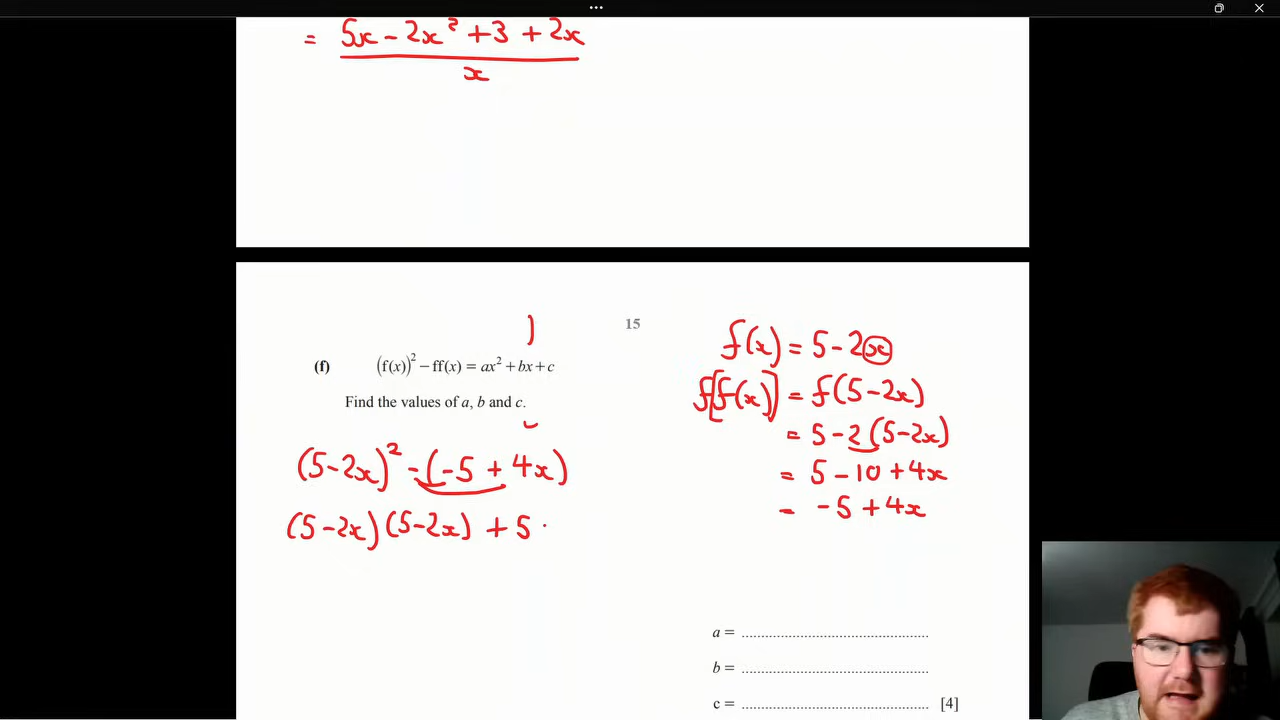 = 5x - 2x² + 3 + 2x
x
15
(f) (f(x))² − ff(x) = ax² + bx + c
Find the values of a, b and c.
(5-2x)² - (-5 + 4x)
(5-2x)(5-2x) + 5
f(x) = 5 - 2x
f[f(x)] = f(5-2x)
= 5 - 2(5-2x)
= 5 - 10 + 4x
= -5 + 4x
a = ..................................................
b = ..................................................
c = .................................................. [4]